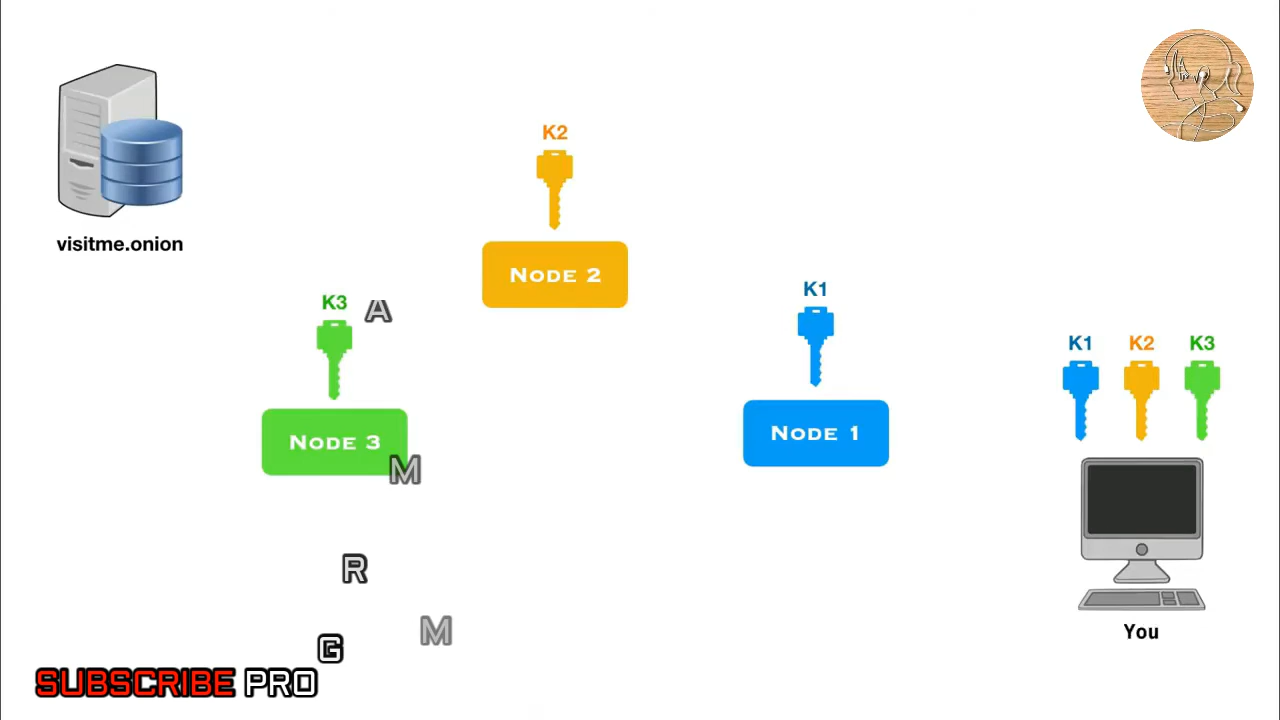 K2
visitme.onion
Node 2
K1
K3
A
K1 K2 K3
Node 1
Node 3
M
R
M
You
G
SUBSCRIBE PRO